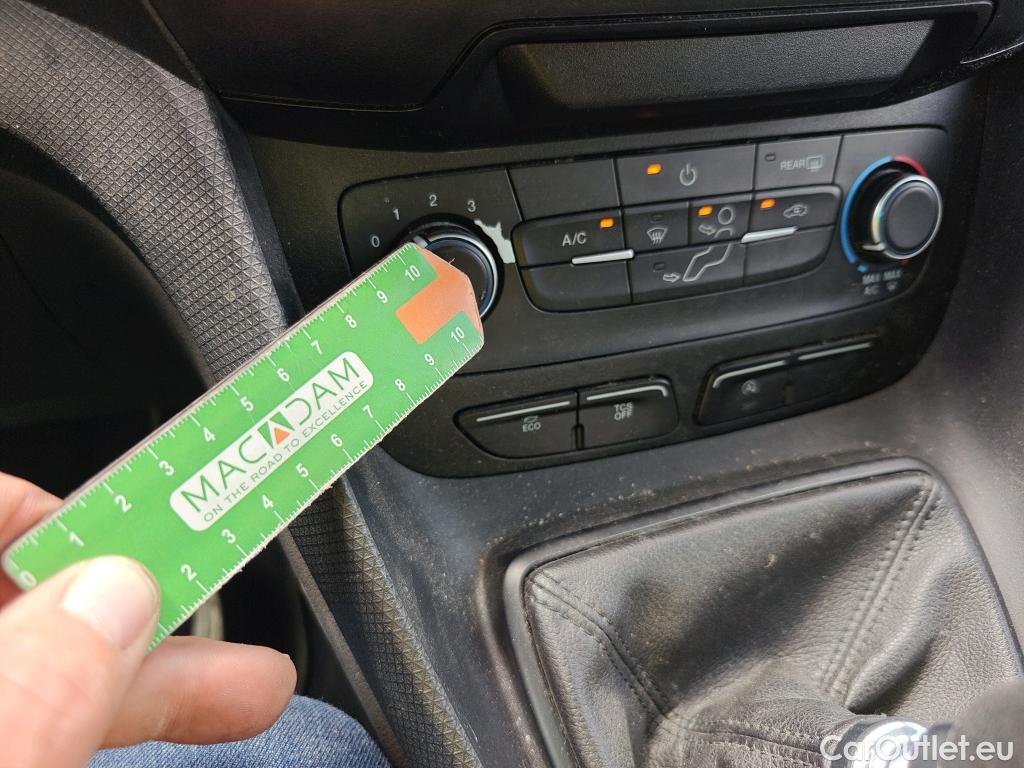 0 1 2 3
REAR
A/C
MAX MAX
A/C
ECO
TCS
OFF
0 1 2 3 4 5 6 7 8 9 10
MACADAM
ON THE ROAD TO EXCELLENCE
2 3 4 5 6 7 8 9 10
CarOutlet.eu